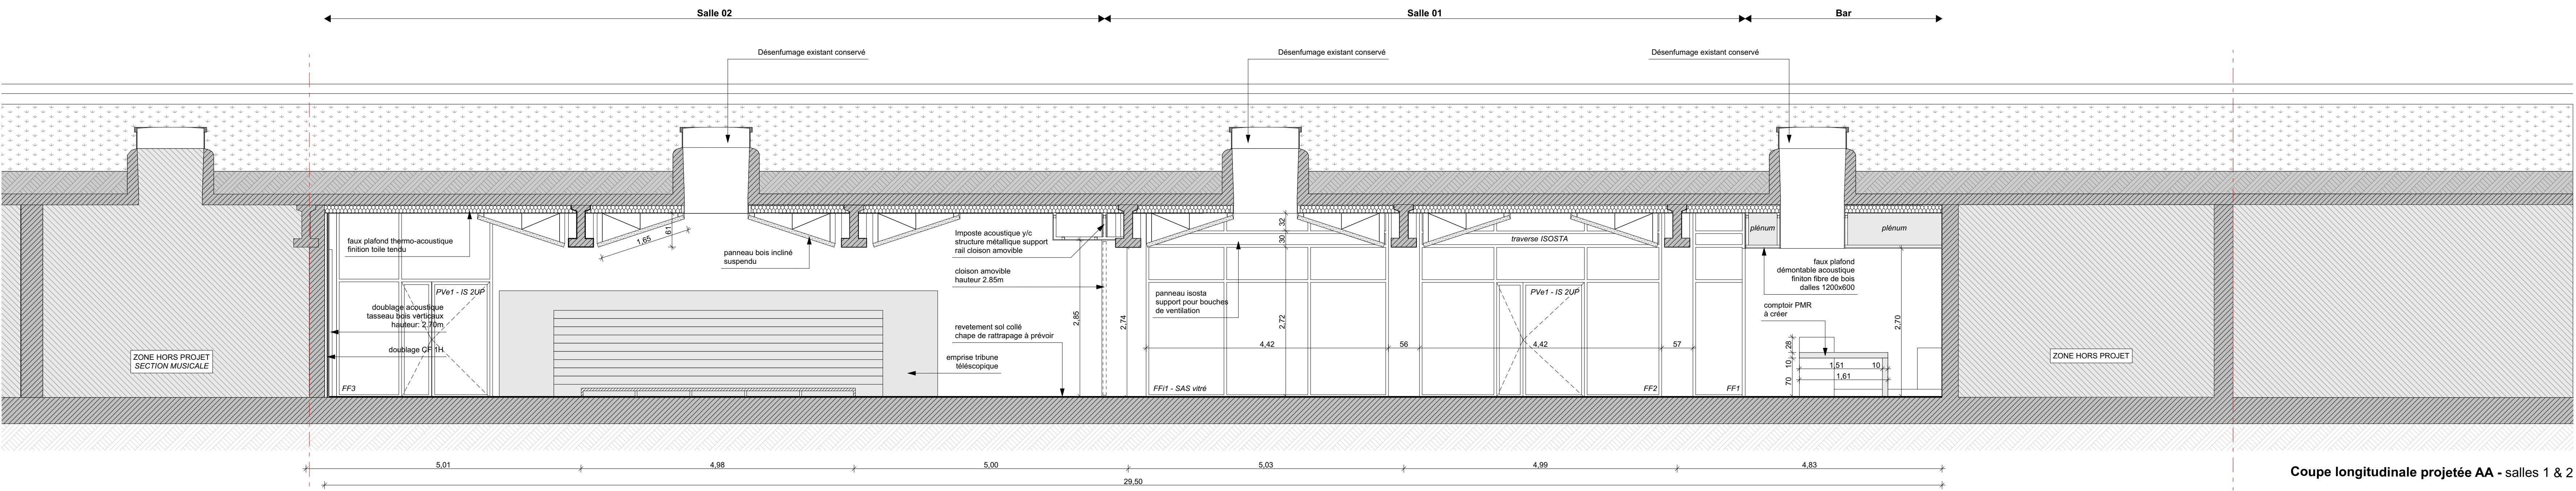 Salle 02
Salle 01
Bar
Désenfumage existant conservé
Désenfumage existant conservé
Désenfumage existant conservé
faux plafond thermo-acoustique
finition toile tendu
1,65
61
panneau bois incliné
suspendu
Imposte acoustique y/c
structure métallique support
rail cloison amovible
cloison amovible
hauteur 2.85m
32
30
traverse ISOSTA
plénum
plénum
faux plafond
démontable acoustique
finiton fibre de bois
dalles 1200x600
PVe1 - IS 2UP
doublage acoustique
tasseau bois verticaux
hauteur: 2.70m
doublage CF 1H
panneau isosta
support pour bouches
de ventilation
PVe1 - IS 2UP
comptoir PMR
à créer
revetement sol collé
chape de rattrapage à prévoir
emprise tribune
téléscopique
2,85
2,74
2,72
2,70
4,42
56
4,42
57
28
10
70
1,51
10
1,61
ZONE HORS PROJET
SECTION MUSICALE
ZONE HORS PROJET
FF3
FFi1 - SAS vitré
FF2
FF1
5,01
4,98
5,00
5,03
4,99
4,83
29,50
Coupe longitudinale projetée AA - salles 1 & 2